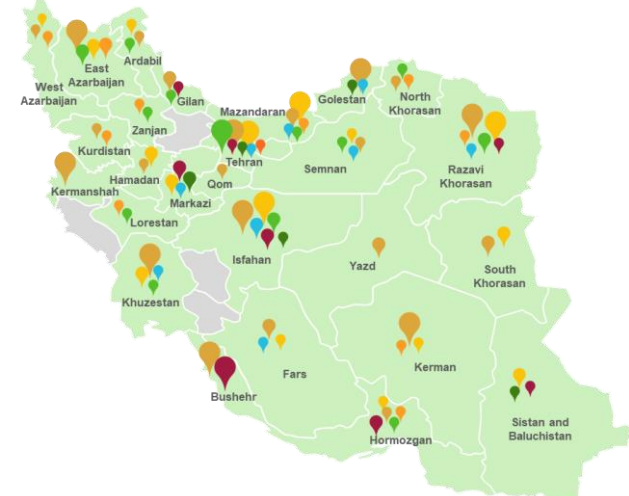 Ardabil
East
Azarbaijan
West
Azarbaijan
Gilan
Mazandaran
Golestan
North
Khorasan
Zanjan
Kurdistan
Tehran
Semnan
Razavi
Khorasan
Hamadan
Qom
Kermanshah
Markazi
Lorestan
Isfahan
Yazd
South
Khorasan
Khuzestan
Fars
Kerman
Bushehr
Sistan and
Baluchistan
Hormozgan